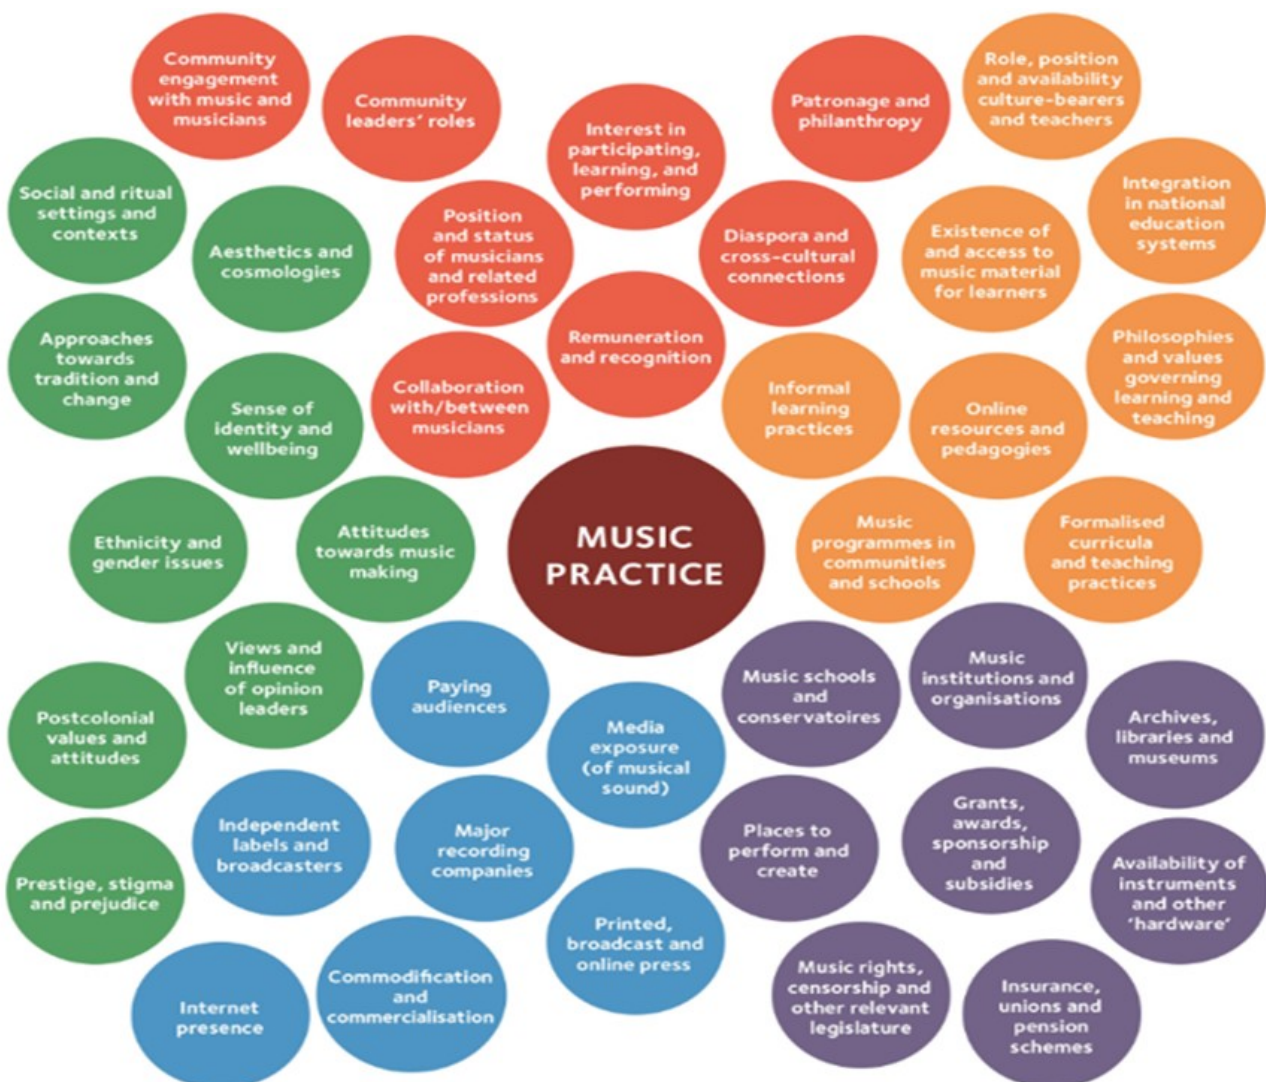 Community
engagement
with music and
musicians
Community
leaders' roles
Interest in
participating,
learning, and
performing
Patronage and
philanthropy
Role, position
and availability
culture-bearers
and teachers
Social and ritual
settings and
contexts
Aesthetics and
cosmologies
Position
and status
of musicians
and related
professions
Diaspora and
cross-cultural
connections
Existence of
and access to
music material
for learners
Integration
in national
education
systems
Approaches
towards
tradition and
change
Sense of
identity and
wellbeing
Collaboration
with/between
musicians
Remuneration
and recognition
Informal
learning
practices
Online
resources and
pedagogies
Philosophies
and values
governing
learning and
teaching
Ethnicity and
gender issues
Attitudes
towards music
making
MUSIC
PRACTICE
Music
programmes in
communities
and schools
Formalised
curricula
and teaching
practices
Views and
influence
of opinion
leaders
Paying
audiences
Media
exposure
(of musical
sound)
Music schools
and
conservatoires
Music
institutions and
organisations
Archives,
libraries and
museums
Postcolonial
values and
attitudes
Independent
labels and
broadcasters
Major
recording
companies
Places to
perform and
create
Grants,
awards,
sponsorship
and
subsidies
Availability of
instruments
and other
'hardware'
Prestige, stigma
and prejudice
Internet
presence
Commodification
and
commercialisation
Printed,
broadcast and
online press
Music rights,
censorship and
other relevant
legislature
Insurance,
unions and
pension
schemes